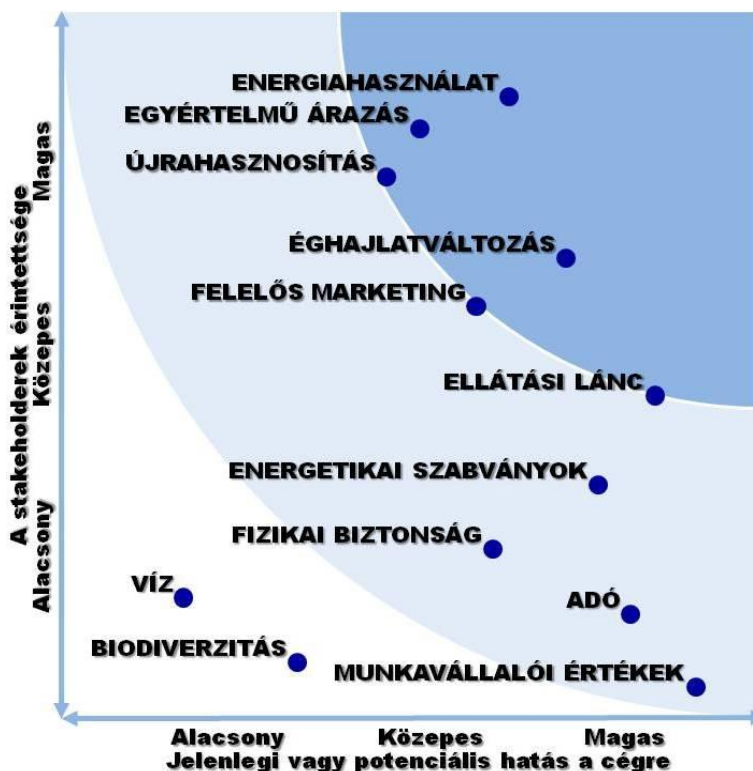 ENERGIAHASZNÁLAT
EGYÉRTELMŰ ÁRAZÁS
ÚJRAHASZNOSÍTÁS
ÉGHAJLATVÁLTOZÁS
FELELŐS MARKETING
ELLÁTÁSI LÁNC
ENERGETIKAI SZABVÁNYOK
FIZIKAI BIZTONSÁG
VÍZ
ADÓ
BIODIVERZITÁS
MUNKAVÁLLALÓI ÉRTÉKEK
A stakeholderek érintettsége
Alacsony Közepes Magas
Alacsony Közepes Magas
Jelenlegi vagy potenciális hatás a cégre